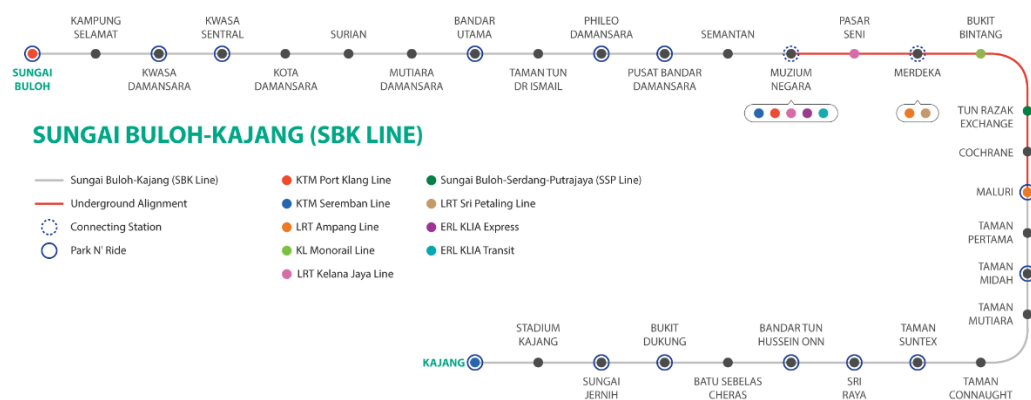 KAMPUNG
SELAMAT
KWASA
SENTRAL
SURIAN
BANDAR
UTAMA
PHILEO
DAMANSARA
SEMANTAN
PASAR
SENI
BUKIT
BINTANG
SUNGAI
BULOH
KWASA
DAMANSARA
KOTA
DAMANSARA
MUTIARA
DAMANSARA
TAMAN TUN
DR ISMAIL
PUSAT BANDAR
DAMANSARA
MUZIUM
NEGARA
MERDEKA
TUN RAZAK
EXCHANGE
COCHRANE
MALURI
TAMAN
PERTAMA
TAMAN
MIDAH
TAMAN
MUTIARA
SUNGAI BULOH-KAJANG (SBK LINE)
Sungai Buloh-Kajang (SBK Line)
Underground Alignment
Connecting Station
Park N' Ride
KTM Port Klang Line
KTM Seremban Line
LRT Ampang Line
KL Monorail Line
LRT Kelana Jaya Line
Sungai Buloh-Serdang-Putrajaya (SSP Line)
LRT Sri Petaling Line
ERL KLIA Express
ERL KLIA Transit
STADIUM
KAJANG
BUKIT
DUKUNG
BANDAR TUN
HUSSEIN ONN
TAMAN
SUNTEX
KAJANG
SUNGAI
JERNIH
BATU SEBELAS
CHERAS
SRI
RAYA
TAMAN
CONNAUGHT